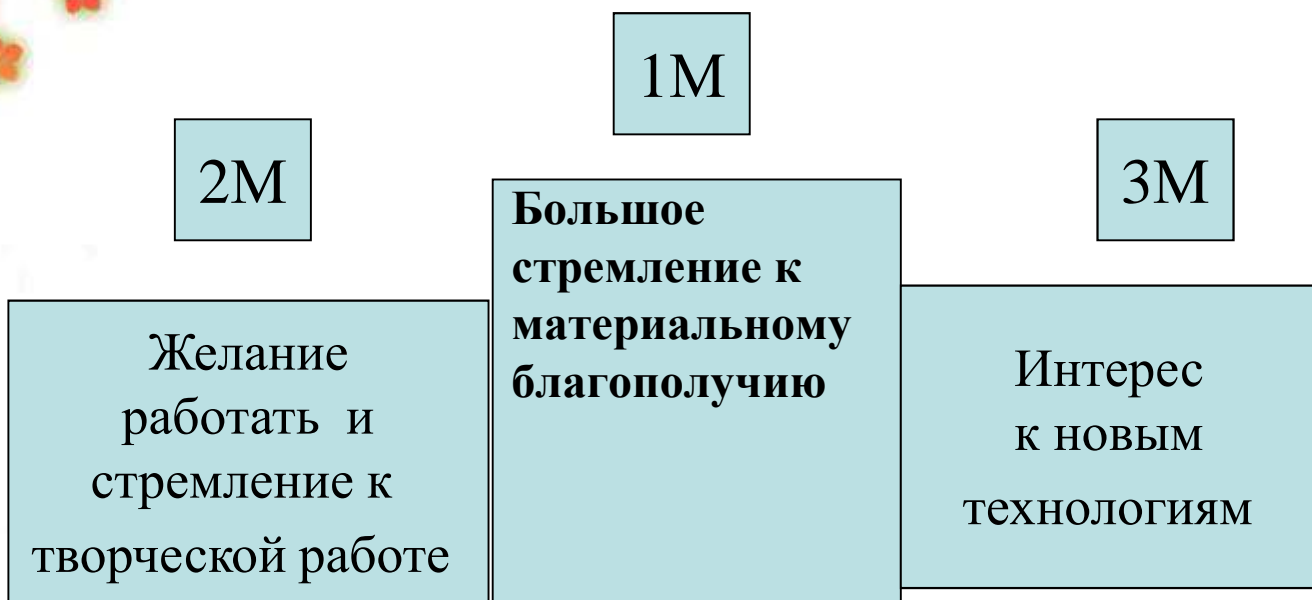 1М
2М
3М
Желание
работать и
стремление к
творческой работе
Большое
стремление к
материальному
благополучию
Интерес
к новым
технологиям